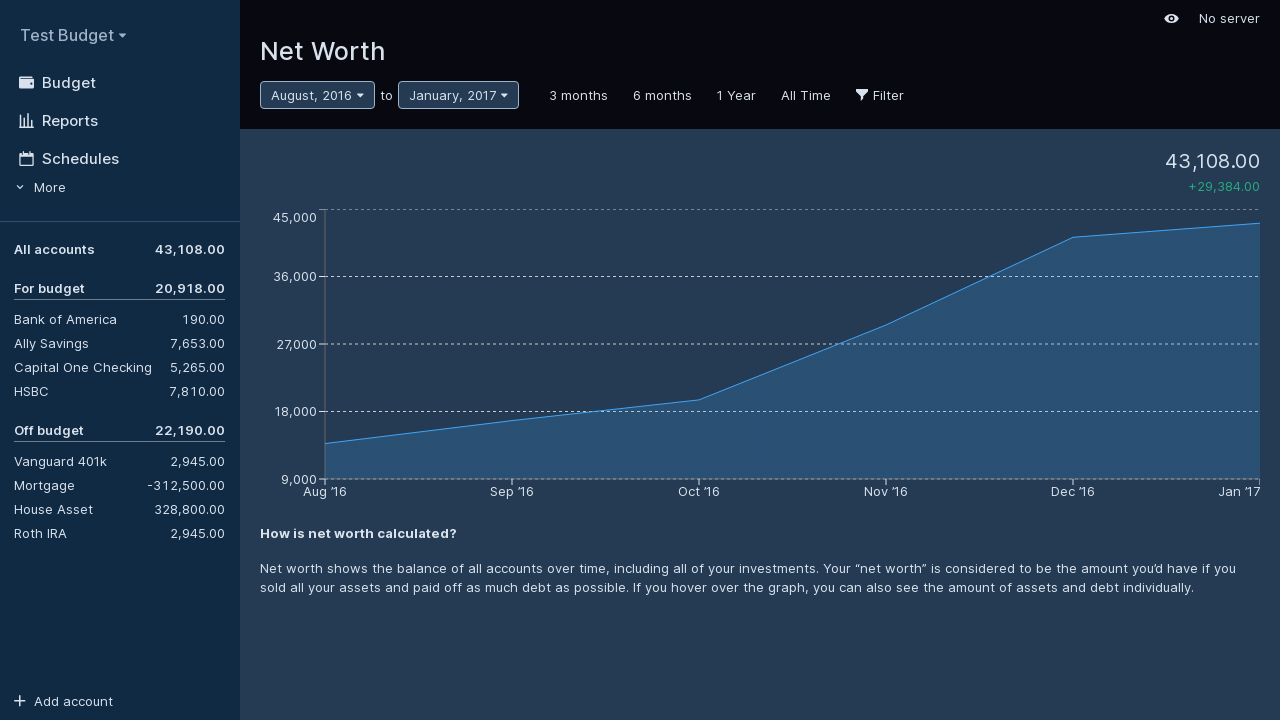 Test Budget
Budget
Reports
Schedules
More
All accounts 43,108.00
For budget 20,918.00
Bank of America 190.00
Ally Savings 7,653.00
Capital One Checking 5,265.00
HSBC 7,810.00
Off budget 22,190.00
Vanguard 401k 2,945.00
Mortgage -312,500.00
House Asset 328,800.00
Roth IRA 2,945.00
Add account
No server
Net Worth
August, 2016 to January, 2017 3 months 6 months 1 Year All Time Filter
43,108.00
+29,384.00
45,000
36,000
27,000
18,000
9,000
Aug ‘16 Sep ‘16 Oct ‘16 Nov ‘16 Dec ‘16 Jan ‘17
How is net worth calculated?
Net worth shows the balance of all accounts over time, including all of your investments. Your “net worth” is considered to be the amount you’d have if you
sold all your assets and paid off as much debt as possible. If you hover over the graph, you can also see the amount of assets and debt individually.